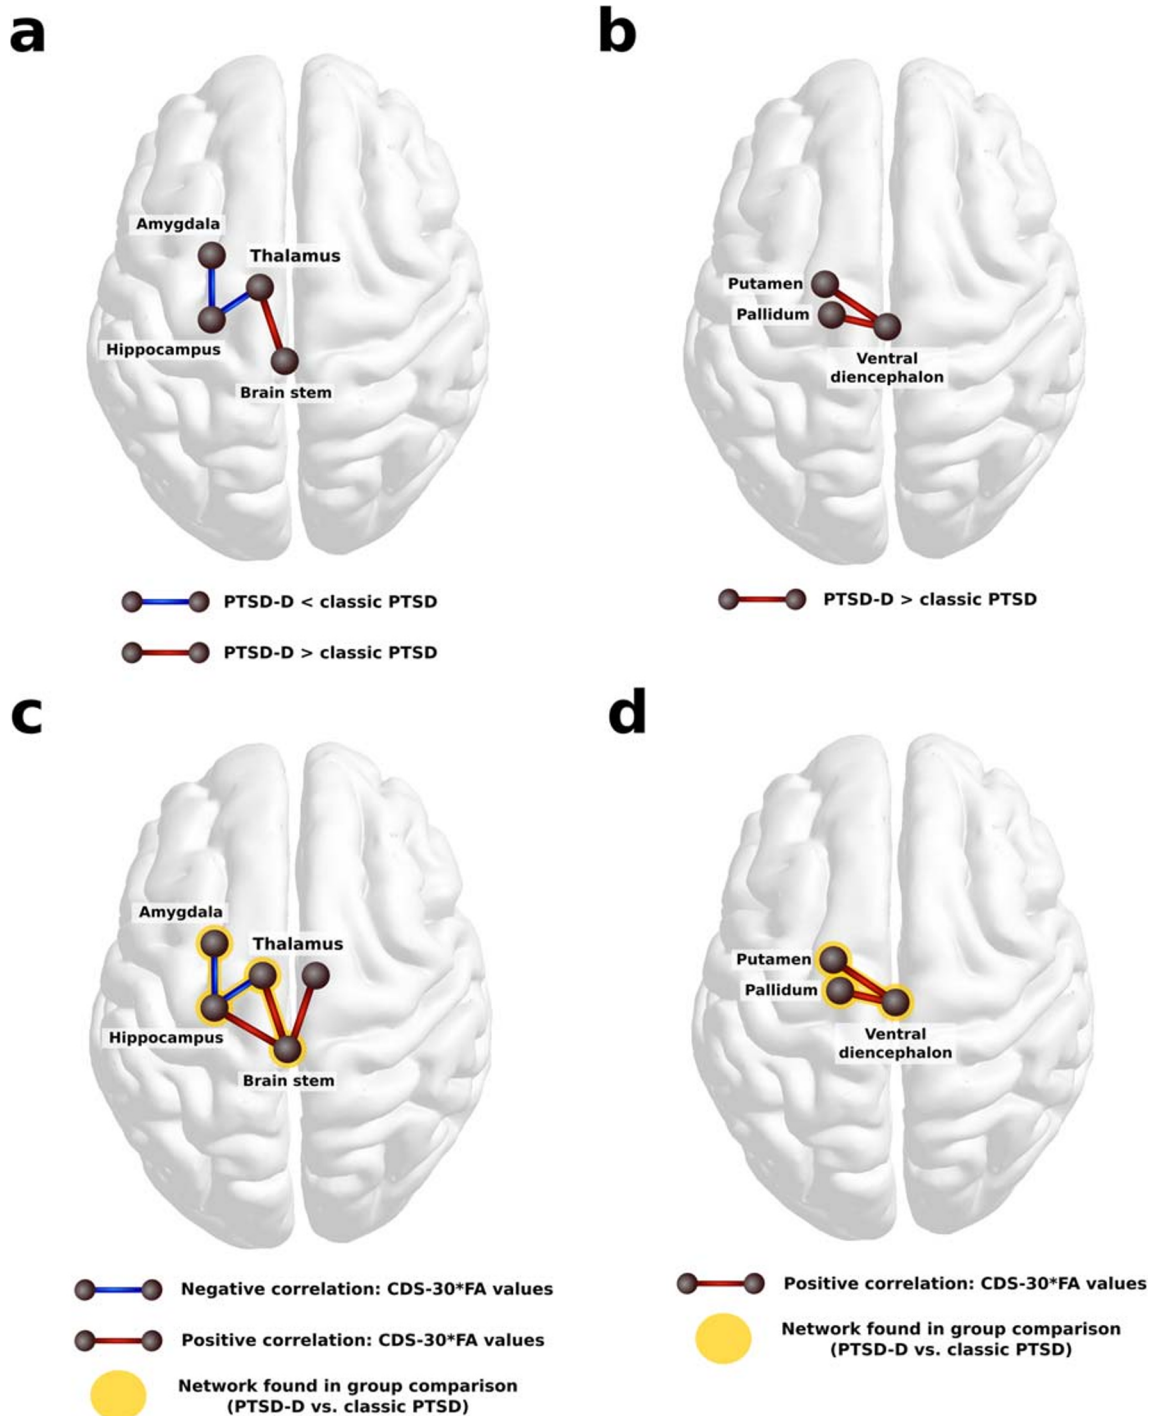 a
Amygdala
Thalamus
Hippocampus
Brain stem
PTSD-D < classic PTSD
PTSD-D > classic PTSD
b
Putamen
Pallidum
Ventral
diencephalon
PTSD-D > classic PTSD
c
Amygdala
Thalamus
Hippocampus
Brain stem
Negative correlation: CDS-30*FA values
Positive correlation: CDS-30*FA values
Network found in group comparison
(PTSD-D vs. classic PTSD)
d
Putamen
Pallidum
Ventral
diencephalon
Positive correlation: CDS-30*FA values
Network found in group comparison
(PTSD-D vs. classic PTSD)